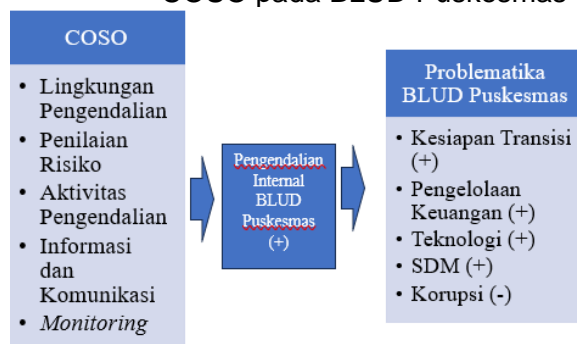 COSO pada BLUD Puskesmas
COSO
• Lingkungan
Pengendalian
• Penilaian
Risiko
• Aktivitas
Pengendalian
• Informasi
dan
Komunikasi
• Monitoring
Pengendalian
Internal
BLUD
Puskesmas
(+)
Problematika
BLUD Puskesmas
• Kesiapan Transisi
(+)
• Pengelolaan
Keuangan (+)
• Teknologi (+)
• SDM (+)
• Korupsi (-)